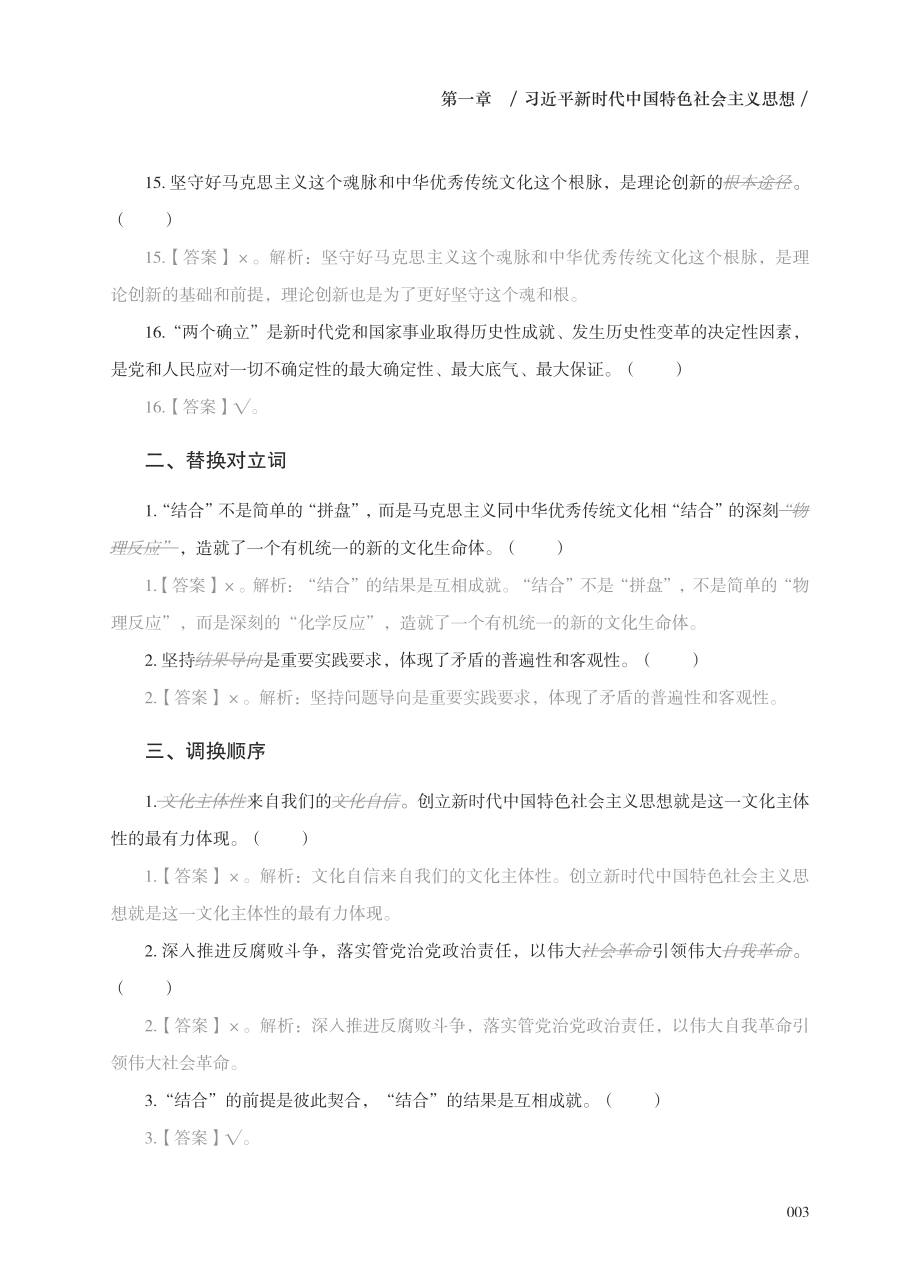 第一章 / 习近平新时代中国特色社会主义思想 /
15. 坚守好马克思主义这个魂脉和中华优秀传统文化这个根脉，是理论创新的根本途径。
（　　）
15.【答案】×。解析：坚守好马克思主义这个魂脉和中华优秀传统文化这个根脉，是理
论创新的基础和前提，理论创新也是为了更好坚守这个魂和根。
16.“两个确立”是新时代党和国家事业取得历史性成就、发生历史性变革的决定性因素，
是党和人民应对一切不确定性的最大确定性、最大底气、最大保证。（　　）
16.【答案】√。
二、替换对立词
1.“结合”不是简单的“拼盘”，而是马克思主义同中华优秀传统文化相“结合”的深刻“物
理反应”，造就了一个有机统一的新的文化生命体。（　　）
1.【答案】×。解析：“结合”的结果是互相成就。“结合”不是“拼盘”，不是简单的“物
理反应”，而是深刻的“化学反应”，造就了一个有机统一的新的文化生命体。
2. 坚持结果导向是重要实践要求，体现了矛盾的普遍性和客观性。（　　）
2.【答案】×。解析：坚持问题导向是重要实践要求，体现了矛盾的普遍性和客观性。
三、调换顺序
1. 文化主体性来自我们的文化自信。创立新时代中国特色社会主义思想就是这一文化主体
性的最有力体现。（　　）
1.【答案】×。解析：文化自信来自我们的文化主体性。创立新时代中国特色社会主义思
想就是这一文化主体性的最有力体现。
2. 深入推进反腐败斗争，落实管党治党政治责任，以伟大社会革命引领伟大自我革命。
（　　）
2.【答案】×。解析：深入推进反腐败斗争，落实管党治党政治责任，以伟大自我革命引
领伟大社会革命。
3.“结合”的前提是彼此契合，“结合”的结果是互相成就。（　　）
3.【答案】√。
003